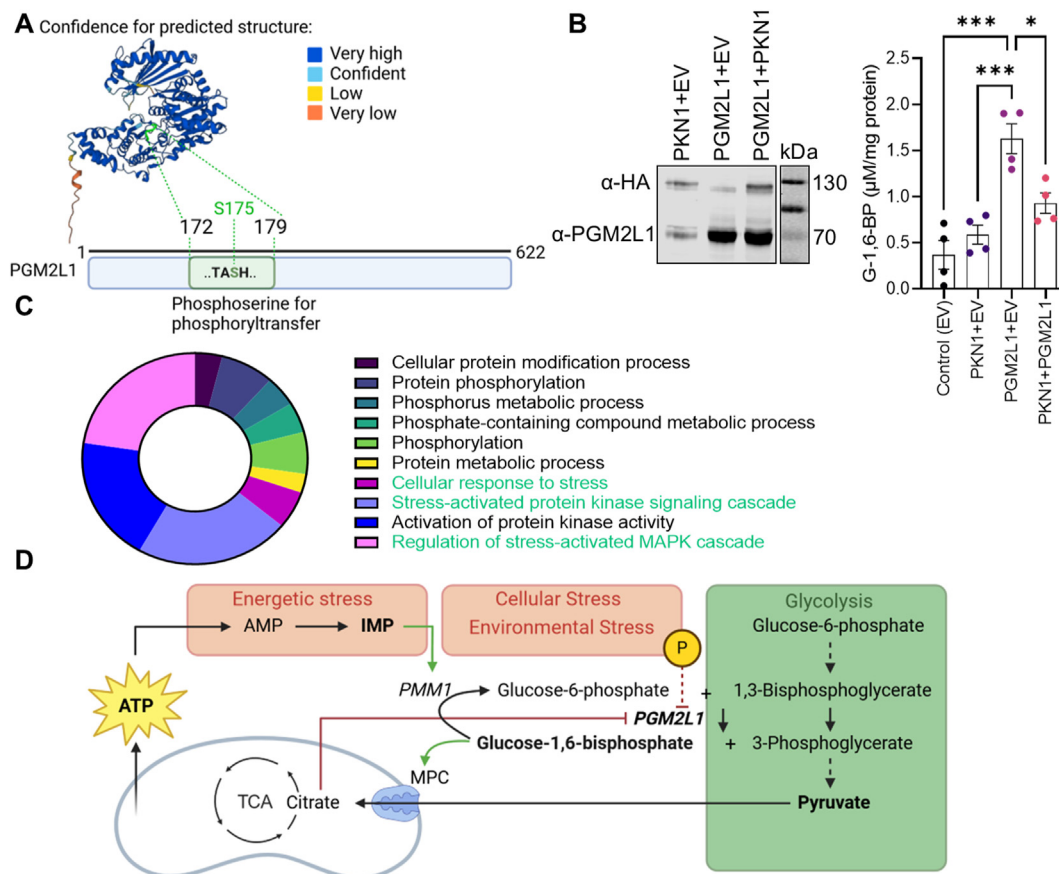 A
Confidence for predicted structure:
Very high
Confident
Low
Very low
S175
172
179
1
622
PGM2L1
..TASH..
Phosphoserine for
phosphoryltransfer
B
PKN1+EV
PGM2L1+EV
PGM2L1+PKN1
kDa
α-HA
130
α-PGM2L1
70
***
*
***
G-1,6-BP (µM/mg protein)
2.5
2.0
1.5
1.0
0.5
0.0
Control (EV)
PKN1+EV
PGM2L1+EV
PKN1+PGM2L1
C
Cellular protein modification process
Protein phosphorylation
Phosphorus metabolic process
Phosphate-containing compound metabolic process
Phosphorylation
Protein metabolic process
Cellular response to stress
Stress-activated protein kinase signaling cascade
Activation of protein kinase activity
Regulation of stress-activated MAPK cascade
D
Energetic stress
AMP
IMP
Cellular Stress
Environmental Stress
P
Glycolysis
Glucose-6-phosphate
ATP
PMM1
Glucose-6-phosphate
+
1,3-Bisphosphoglycerate
PGM2L1
Glucose-1,6-bisphosphate
+
3-Phosphoglycerate
MPC
TCA
Citrate
Pyruvate